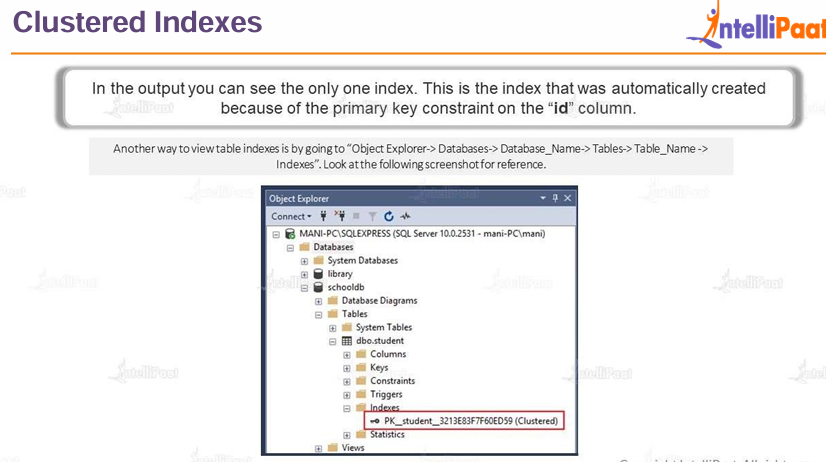 Clustered Indexes
IntelliPaat
In the output you can see the only one index. This is the index that was automatically created
because of the primary key constraint on the “id” column.
Another way to view table indexes is by going to “Object Explorer-> Databases-> Database_Name-> Tables-> Table_Name ->
Indexes”. Look at the following screenshot for reference.
Object Explorer
Connect
MANI-PC\SQLEXPRESS (SQL Server 10.0.2531 - mani-PC\mani)
Databases
System Databases
library
schooldb
Database Diagrams
Tables
System Tables
dbo.student
Columns
Keys
Constraints
Triggers
Indexes
PK__student__3213E83F7F60ED59 (Clustered)
Statistics
Views